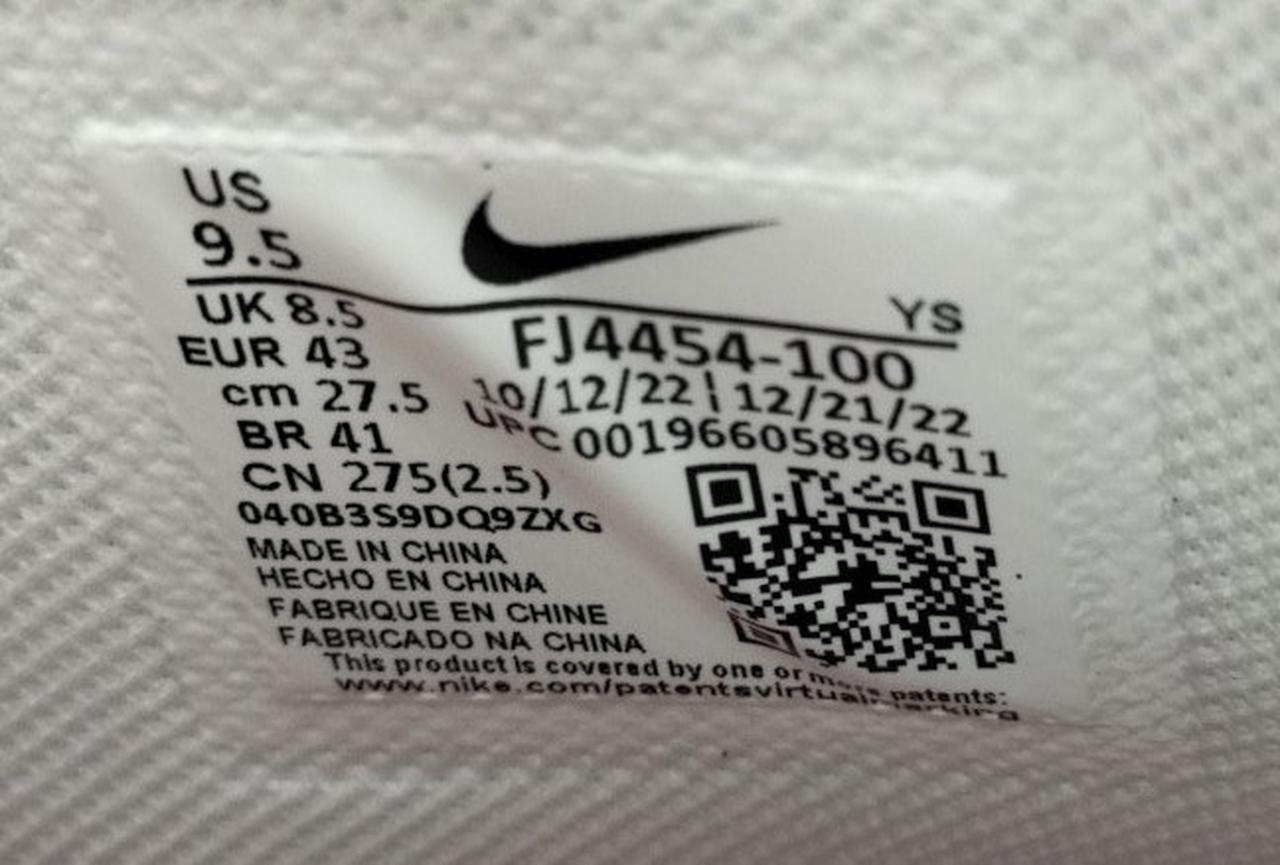 US
9.5
YS
UK 8.5
EUR 43
cm 27.5
BR 41
CN 275(2.5)
FJ4454-100
10/12/22 | 12/21/22
UPC 00196605896411
040B3S9DQ9ZXG
MADE IN CHINA
HECHO EN CHINA
FABRIQUE EN CHINE
FABRICADO NA CHINA
This product is covered by one or more patents:
www.nike.com/patentsvirtualmarking